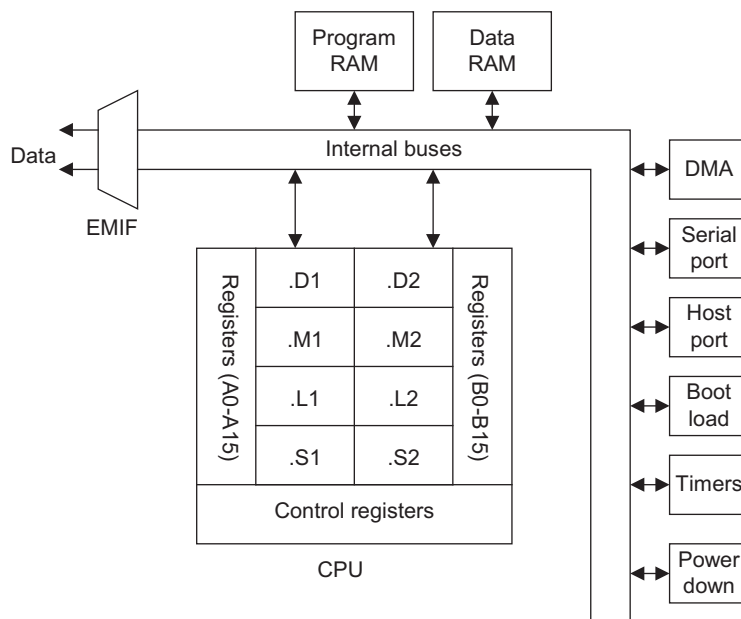 Program
RAM
Data
RAM
Internal buses
Data
EMIF
DMA
Serial
port
Host
port
Boot
load
Timers
Power
down
Registers (A0-A15)
.D1
.D2
.M1
.M2
.L1
.L2
.S1
.S2
Registers (B0-B15)
Control registers
CPU